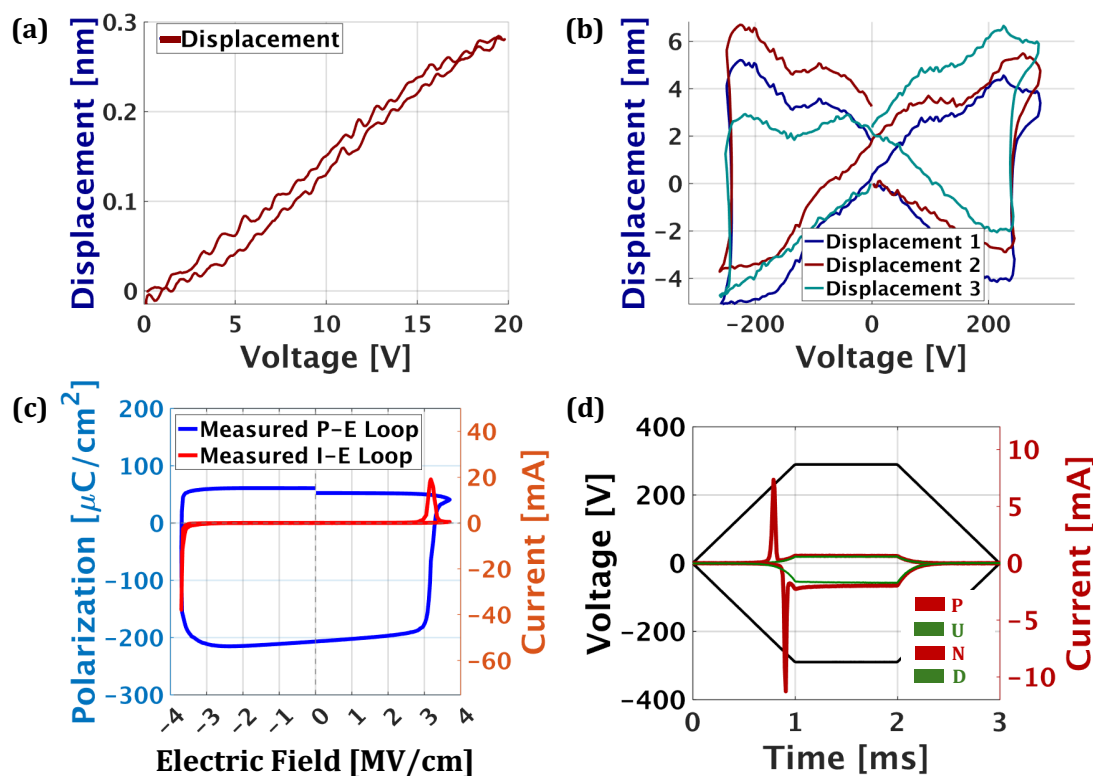 (a)
Displacement [nm]
0.3
0.2
0.1
0
Displacement
0 5 10 15 20
Voltage [V]
(b)
Displacement [nm]
6
4
2
0
-2
-4
Displacement 1
Displacement 2
Displacement 3
-200 0 200
Voltage [V]
(c)
Polarization [μC/cm2]
200
100
0
-100
-200
-300
Measured P-E Loop
Measured I-E Loop
40
20
0
-20
-40
-60
Current [mA]
-4 -3 -2 -1 0 1 2 3 4
Electric Field [MV/cm]
(d)
Voltage [V]
400
200
0
-200
-400
P
U
N
D
10
5
0
-5
-10
Current [mA]
0 1 2 3
Time [ms]